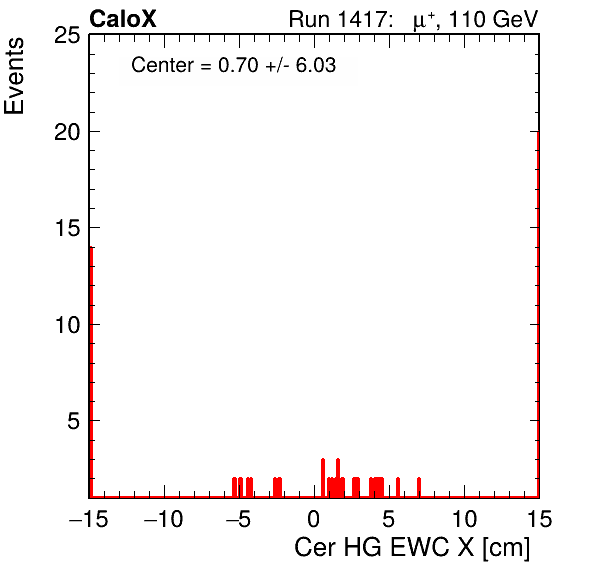 CaloX Run 1417: μ⁺, 110 GeV
Center = 0.70 +/- 6.03
Events
25
20
15
10
5
−15 −10 −5 0 5 10 15
Cer HG EWC X [cm]